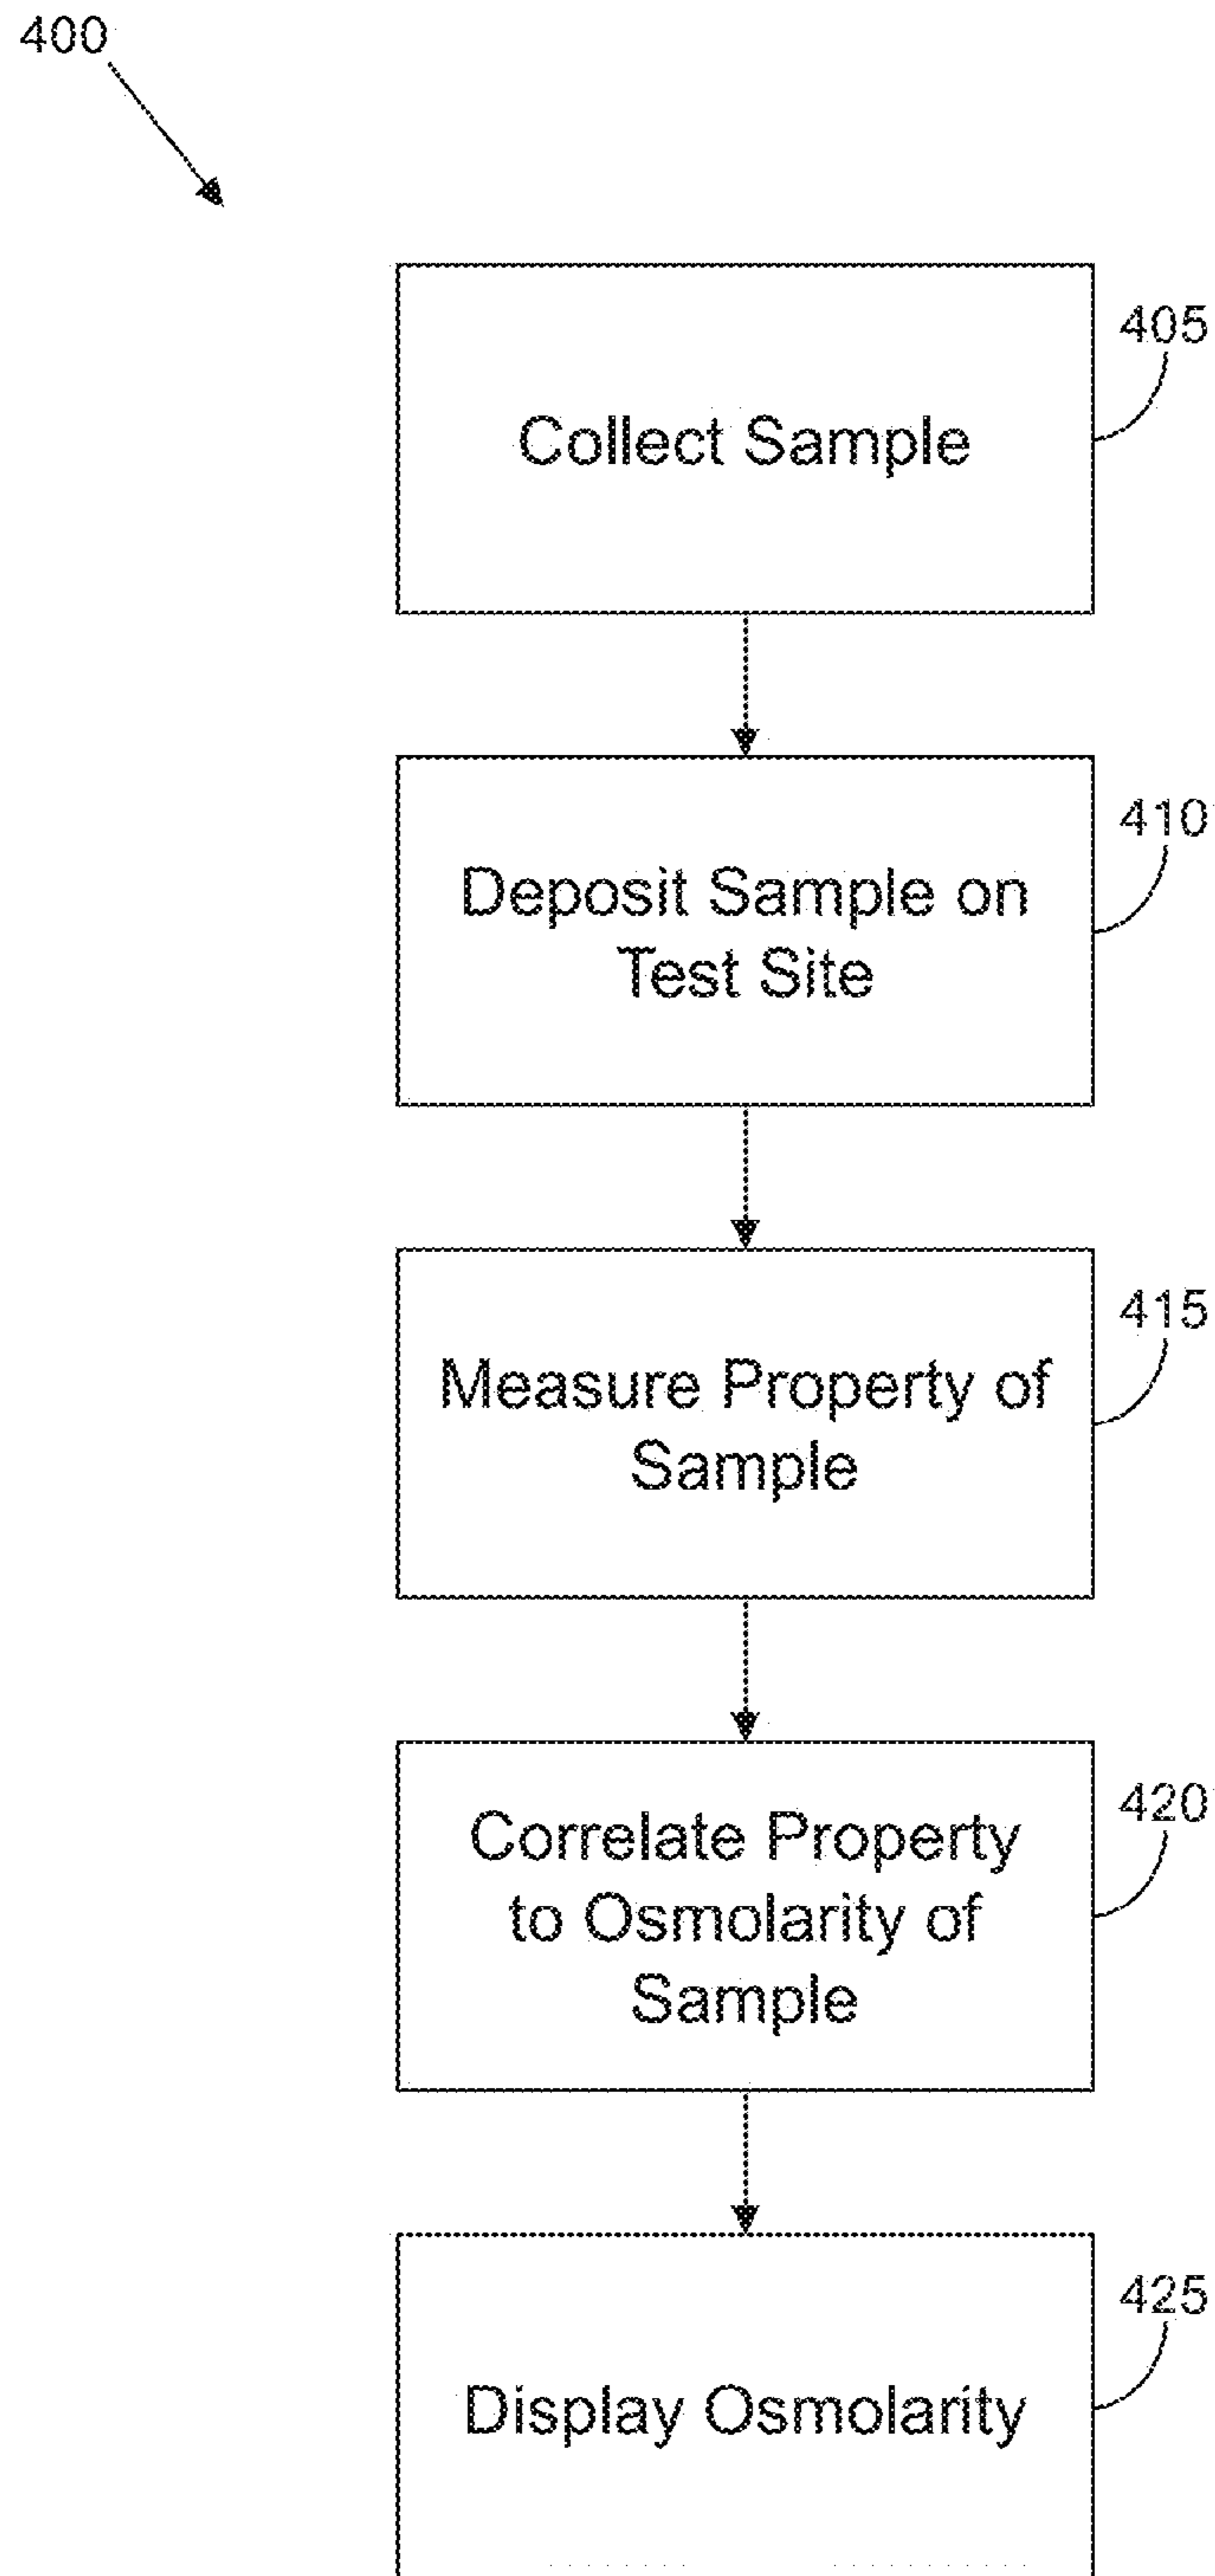 400
405
Collect Sample
410
Deposit Sample on
Test Site
415
Measure Property of
Sample
420
Correlate Property
to Osmolarity of
Sample
425
Display Osmolarity